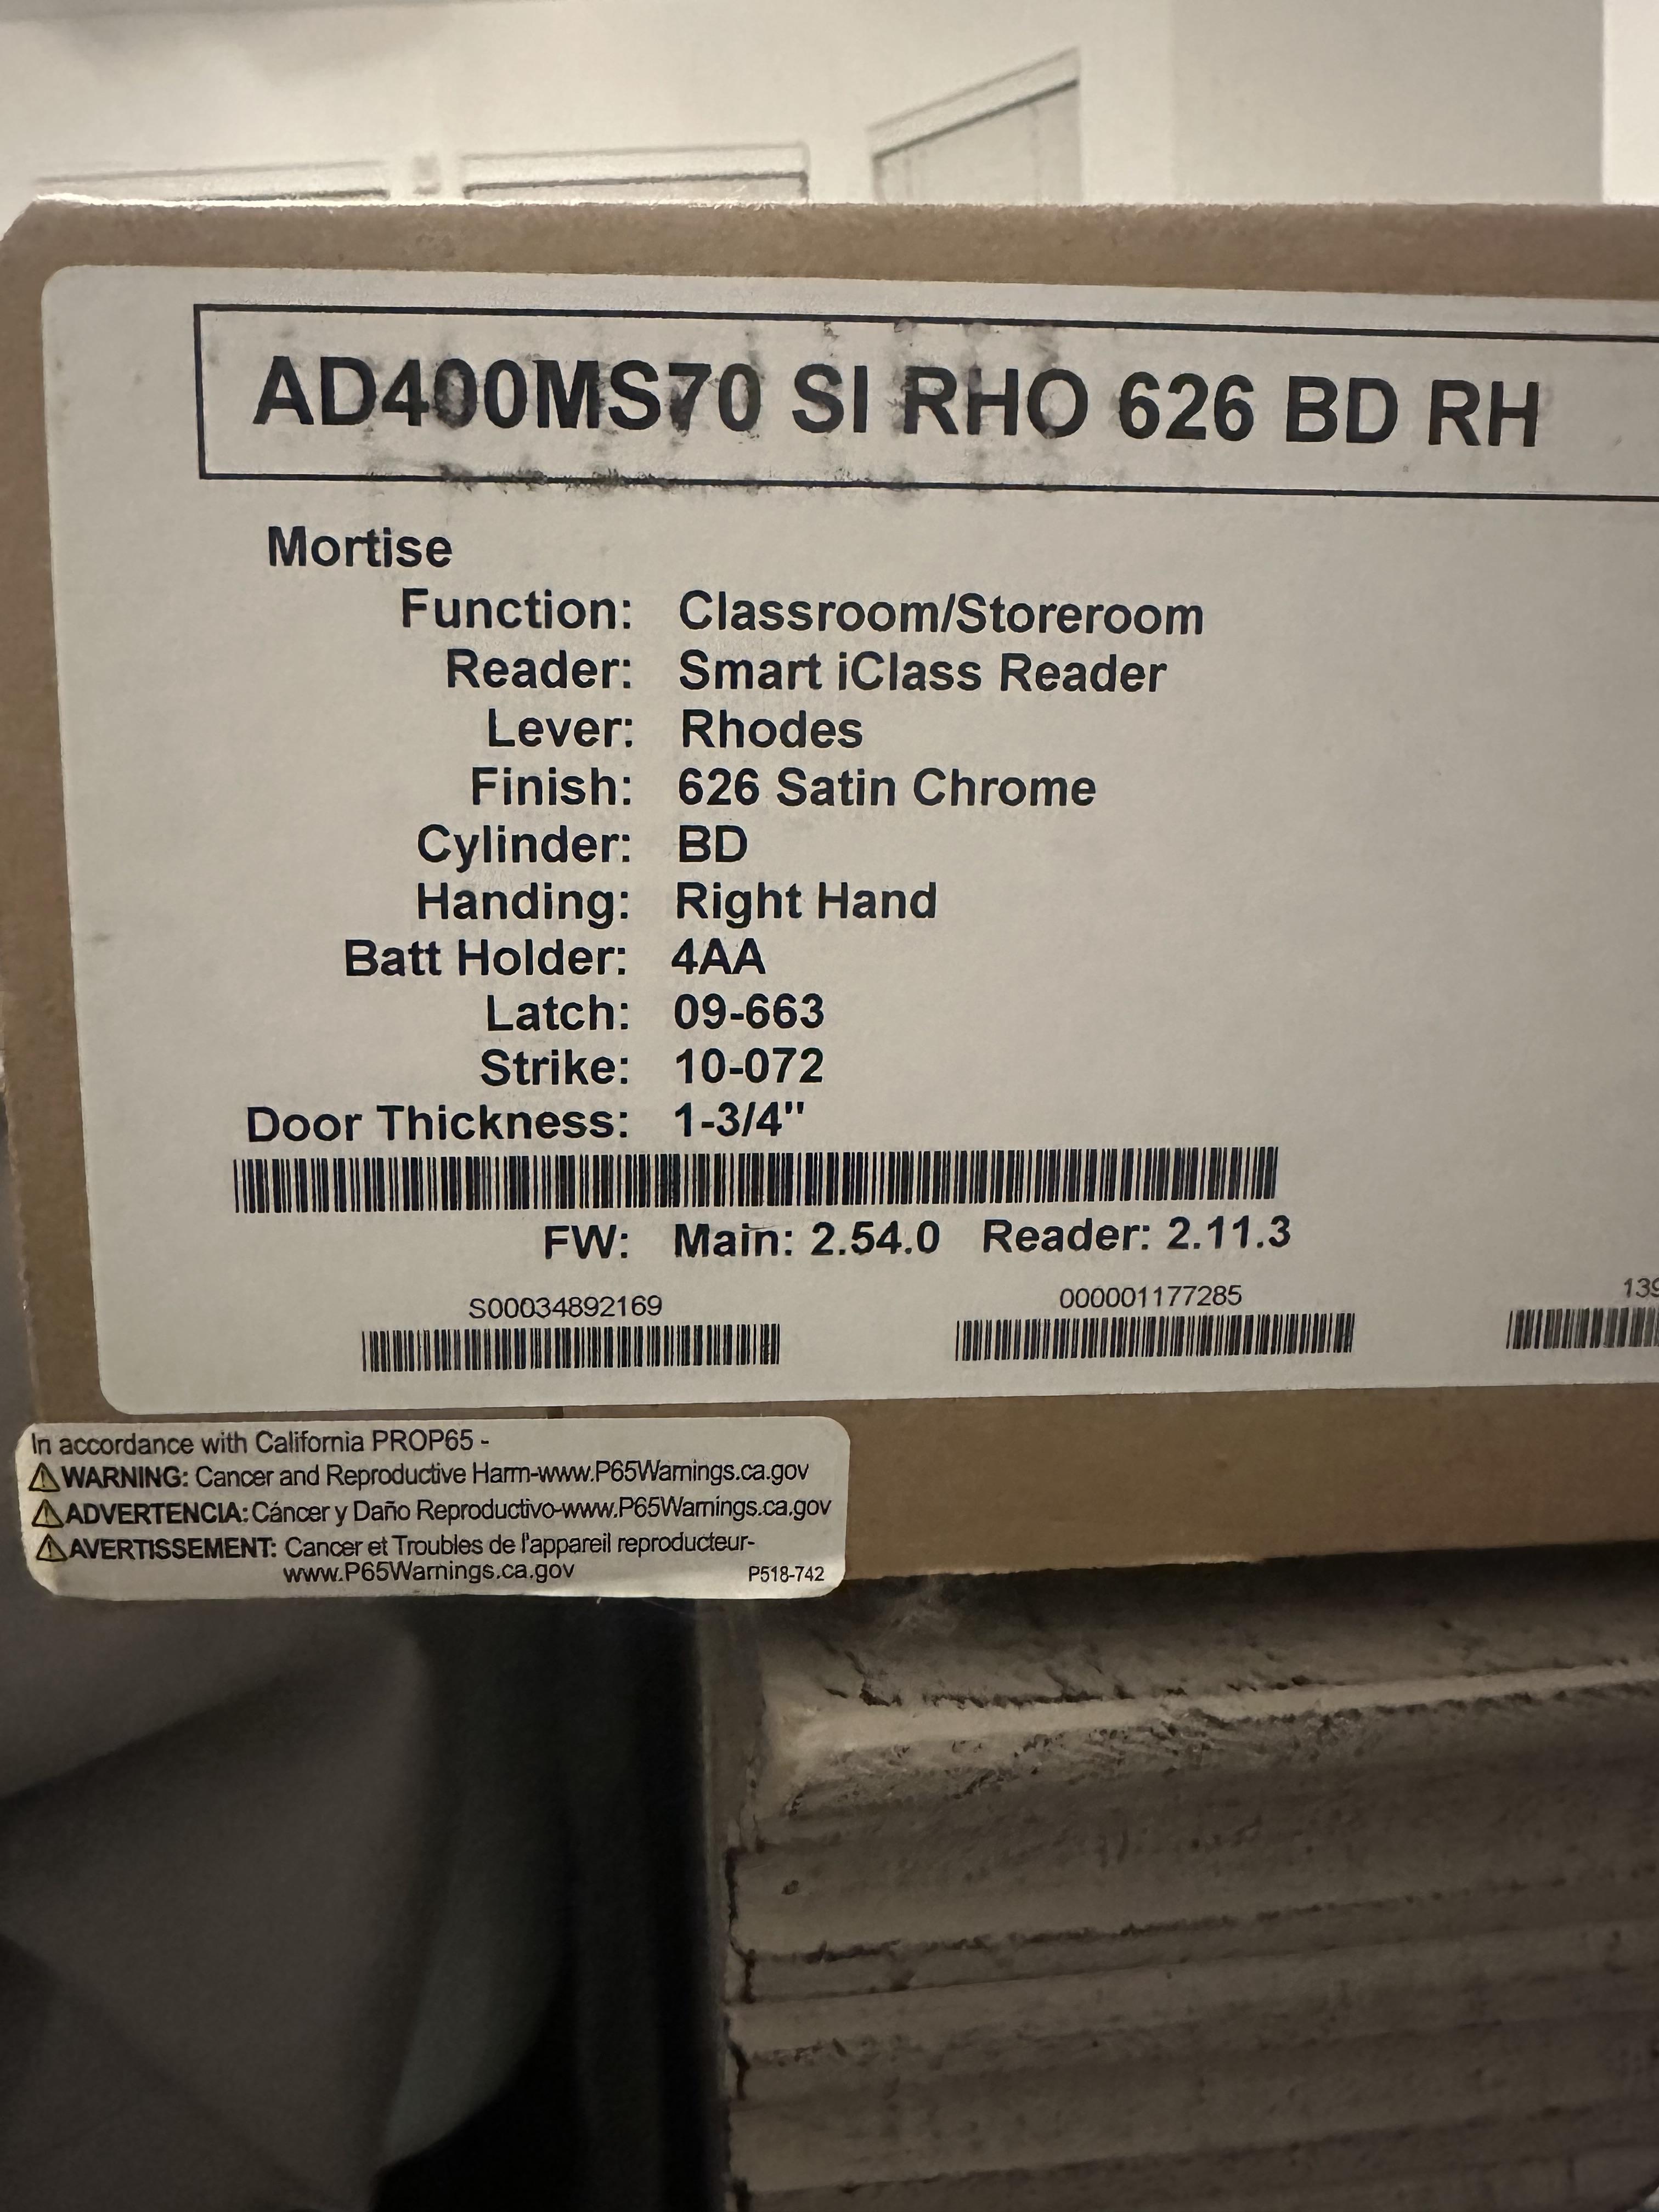 AD400MS70 SI RHO 626 BD RH
Mortise
Function: Classroom/Storeroom
Reader: Smart iClass Reader
Lever: Rhodes
Finish: 626 Satin Chrome
Cylinder: BD
Handing: Right Hand
Batt Holder: 4AA
Latch: 09-663
Strike: 10-072
Door Thickness: 1-3/4"
FW: Main: 2.54.0 Reader: 2.11.3
S00034892169 000001177285 139
In accordance with California PROP65 -
⚠WARNING: Cancer and Reproductive Harm-www.P65Warnings.ca.gov
⚠ADVERTENCIA: Cáncer y Daño Reproductivo-www.P65Warnings.ca.gov
⚠AVERTISSEMENT: Cancer et Troubles de l'appareil reproducteur-
www.P65Warnings.ca.gov P518-742